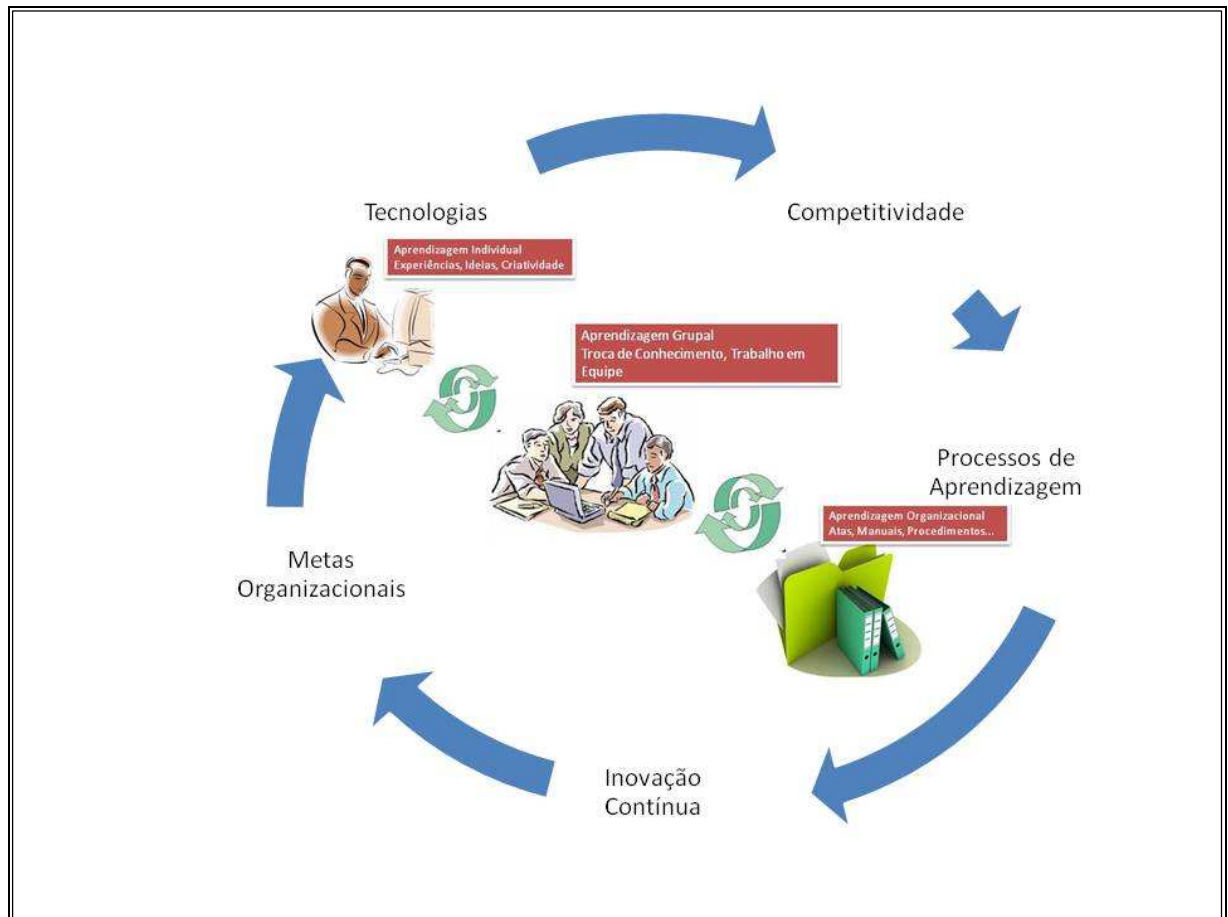 Tecnologias
Competitividade
Aprendizagem Individual
Experiências, Ideias, Criatividade
Aprendizagem Grupal
Troca de Conhecimento, Trabalho em
Equipe
Processos de
Aprendizagem
Aprendizagem Organizacional
Atas, Manuais, Procedimentos...
Metas
Organizacionais
Inovação
Contínua